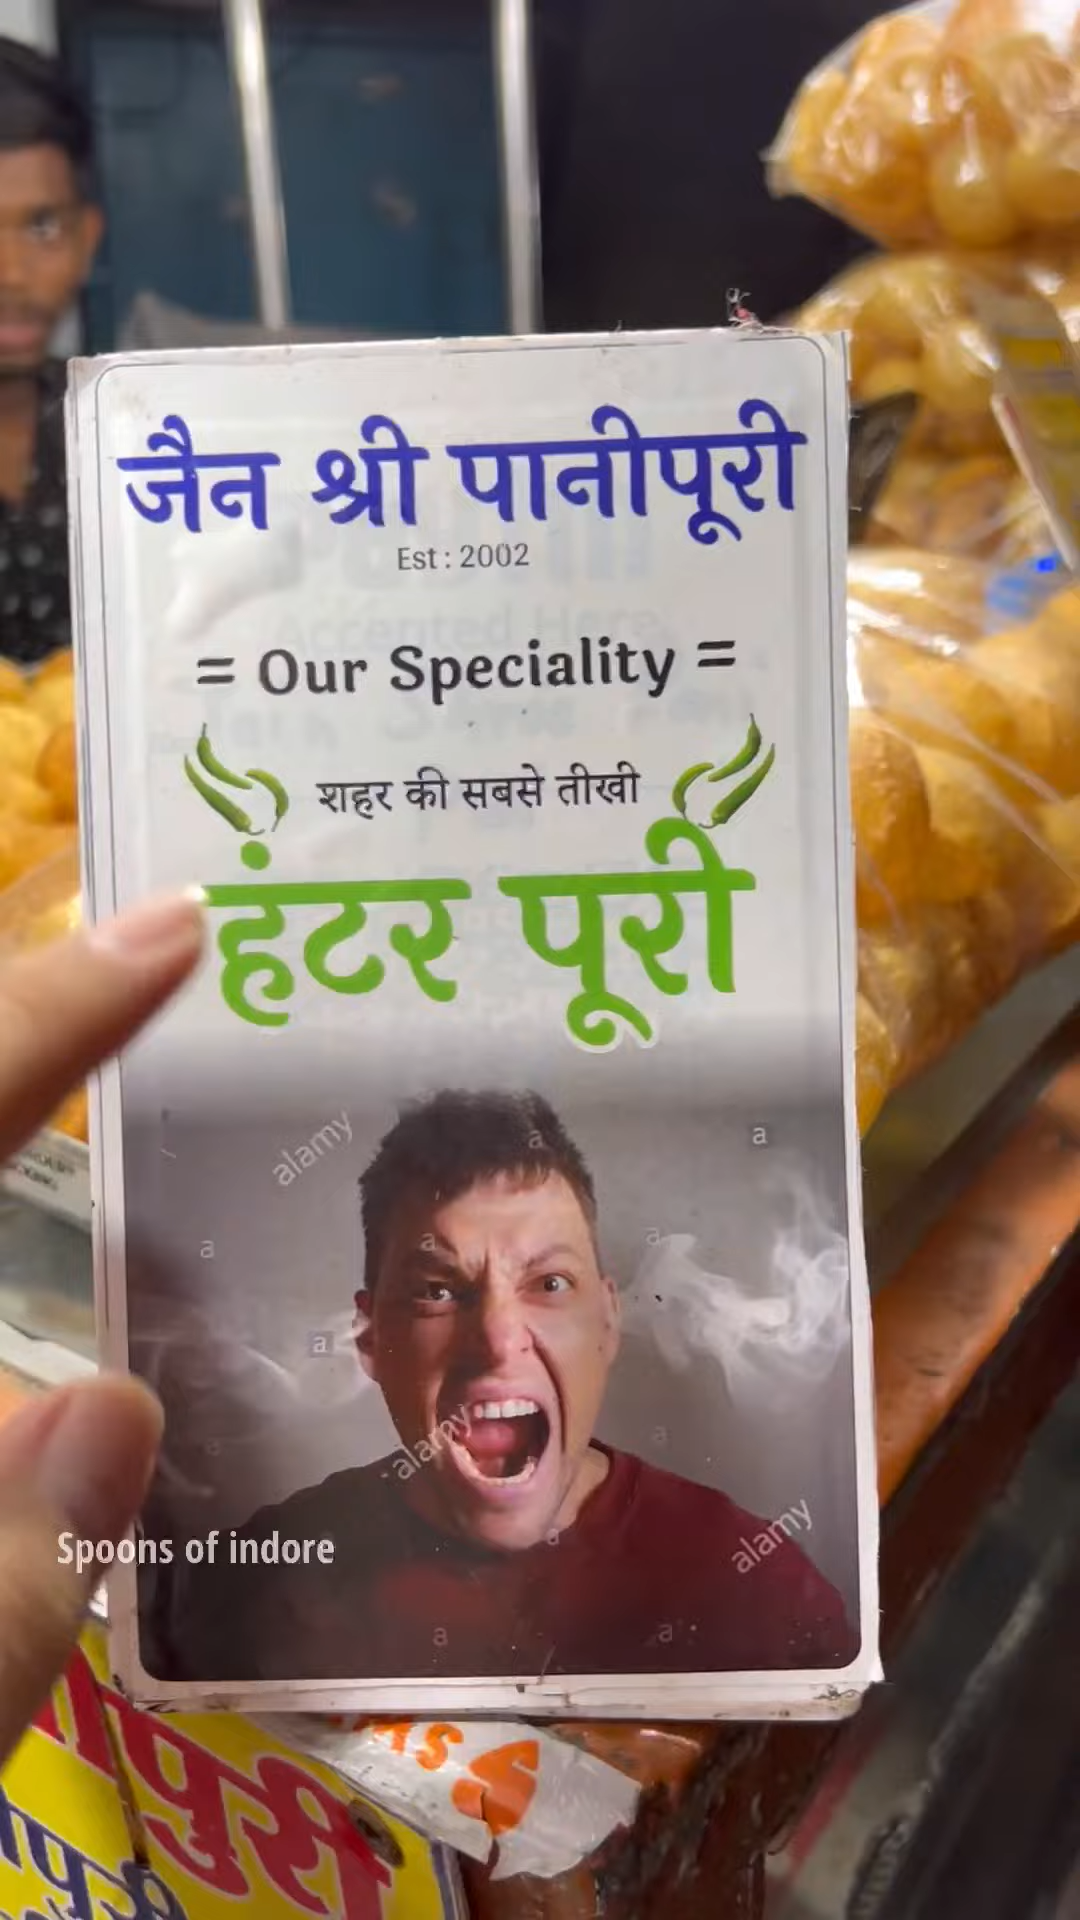 जैन श्री पानीपूरी
Est : 2002
= Our Speciality =
शहर की सबसे तीखी
हंटर पूरी
alamy
a
a
a
a
a
a
alamy
a
a
alamy
a
a
a
Spoons of indore